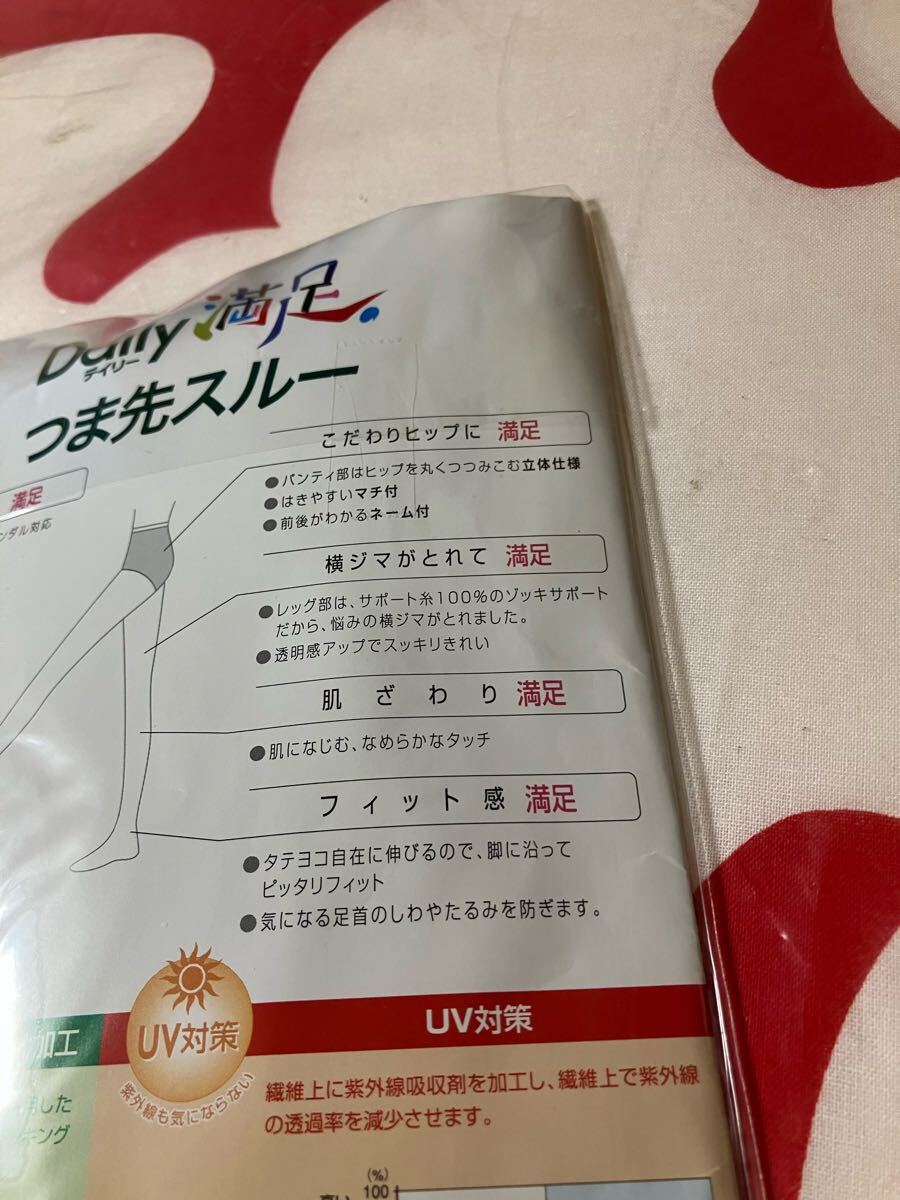 Daily 満足。
デイリー
つま先スルー
こだわりヒップに 満足
●パンティ部はヒップを丸くつつみこむ立体仕様
●はきやすいマチ付
●前後がわかるネーム付
満足
ンダル対応
横ジマがとれて 満足
●レッグ部は、サポート糸100%のゾッキサポート
だから、悩みの横ジマがとれました。
●透明感アップでスッキリきれい
肌ざわり 満足
●肌になじむ、なめらかなタッチ
フィット感 満足
●タテヨコ自在に伸びるので、脚に沿って
ピッタリフィット
●気になる足首のしわやたるみを防ぎます。
加工
した
キング
UV対策
紫外線も気にならない
UV対策
繊維上に紫外線吸収剤を加工し、繊維上で紫外線
の透過率を減少させます。
(%)
高い 100